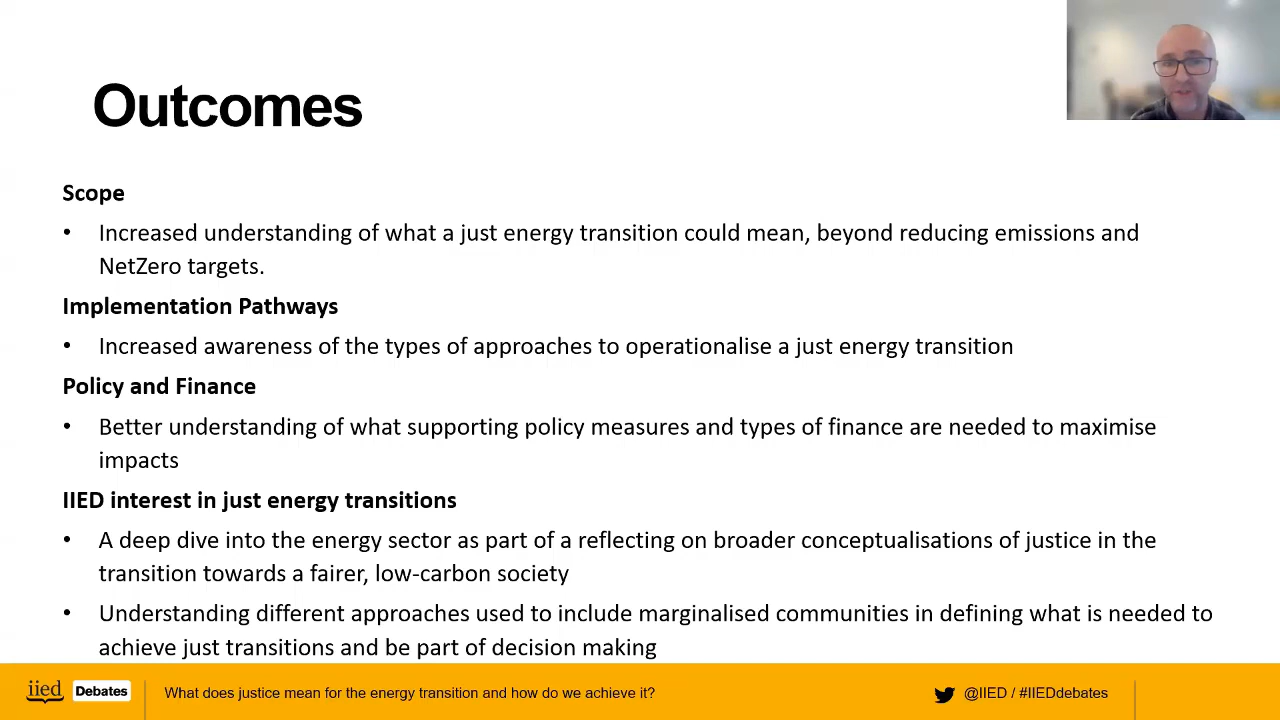 Outcomes
Scope
• Increased understanding of what a just energy transition could mean, beyond reducing emissions and
NetZero targets.
Implementation Pathways
• Increased awareness of the types of approaches to operationalise a just energy transition
Policy and Finance
• Better understanding of what supporting policy measures and types of finance are needed to maximise
impacts
IIED interest in just energy transitions
• A deep dive into the energy sector as part of a reflecting on broader conceptualisations of justice in the
transition towards a fairer, low-carbon society
• Understanding different approaches used to include marginalised communities in defining what is needed to
achieve just transitions and be part of decision making
iied Debates What does justice mean for the energy transition and how do we achieve it? @IIED / #IIEDdebates